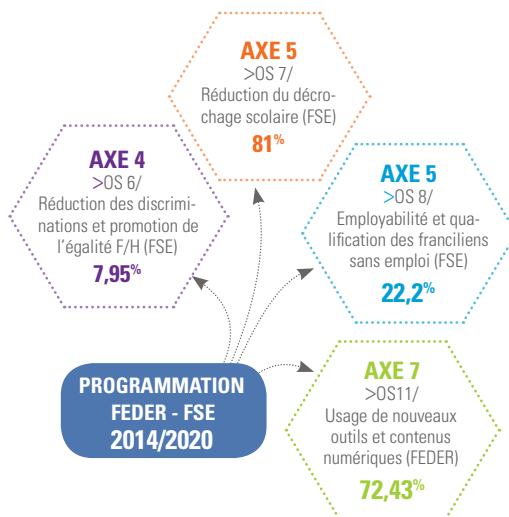 AXE 5
>OS 7/
Réduction du décro-
chage scolaire (FSE)
81%
AXE 4
>OS 6/
Réduction des discrimi-
nations et promotion de
l'égalité F/H (FSE)
7,95%
AXE 5
>OS 8/
Employabilité et qua-
lification des franciliens
sans emploi (FSE)
22,2%
PROGRAMMATION
FEDER - FSE
2014/2020
AXE 7
>OS11/
Usage de nouveaux
outils et contenus
numériques (FEDER)
72,43%